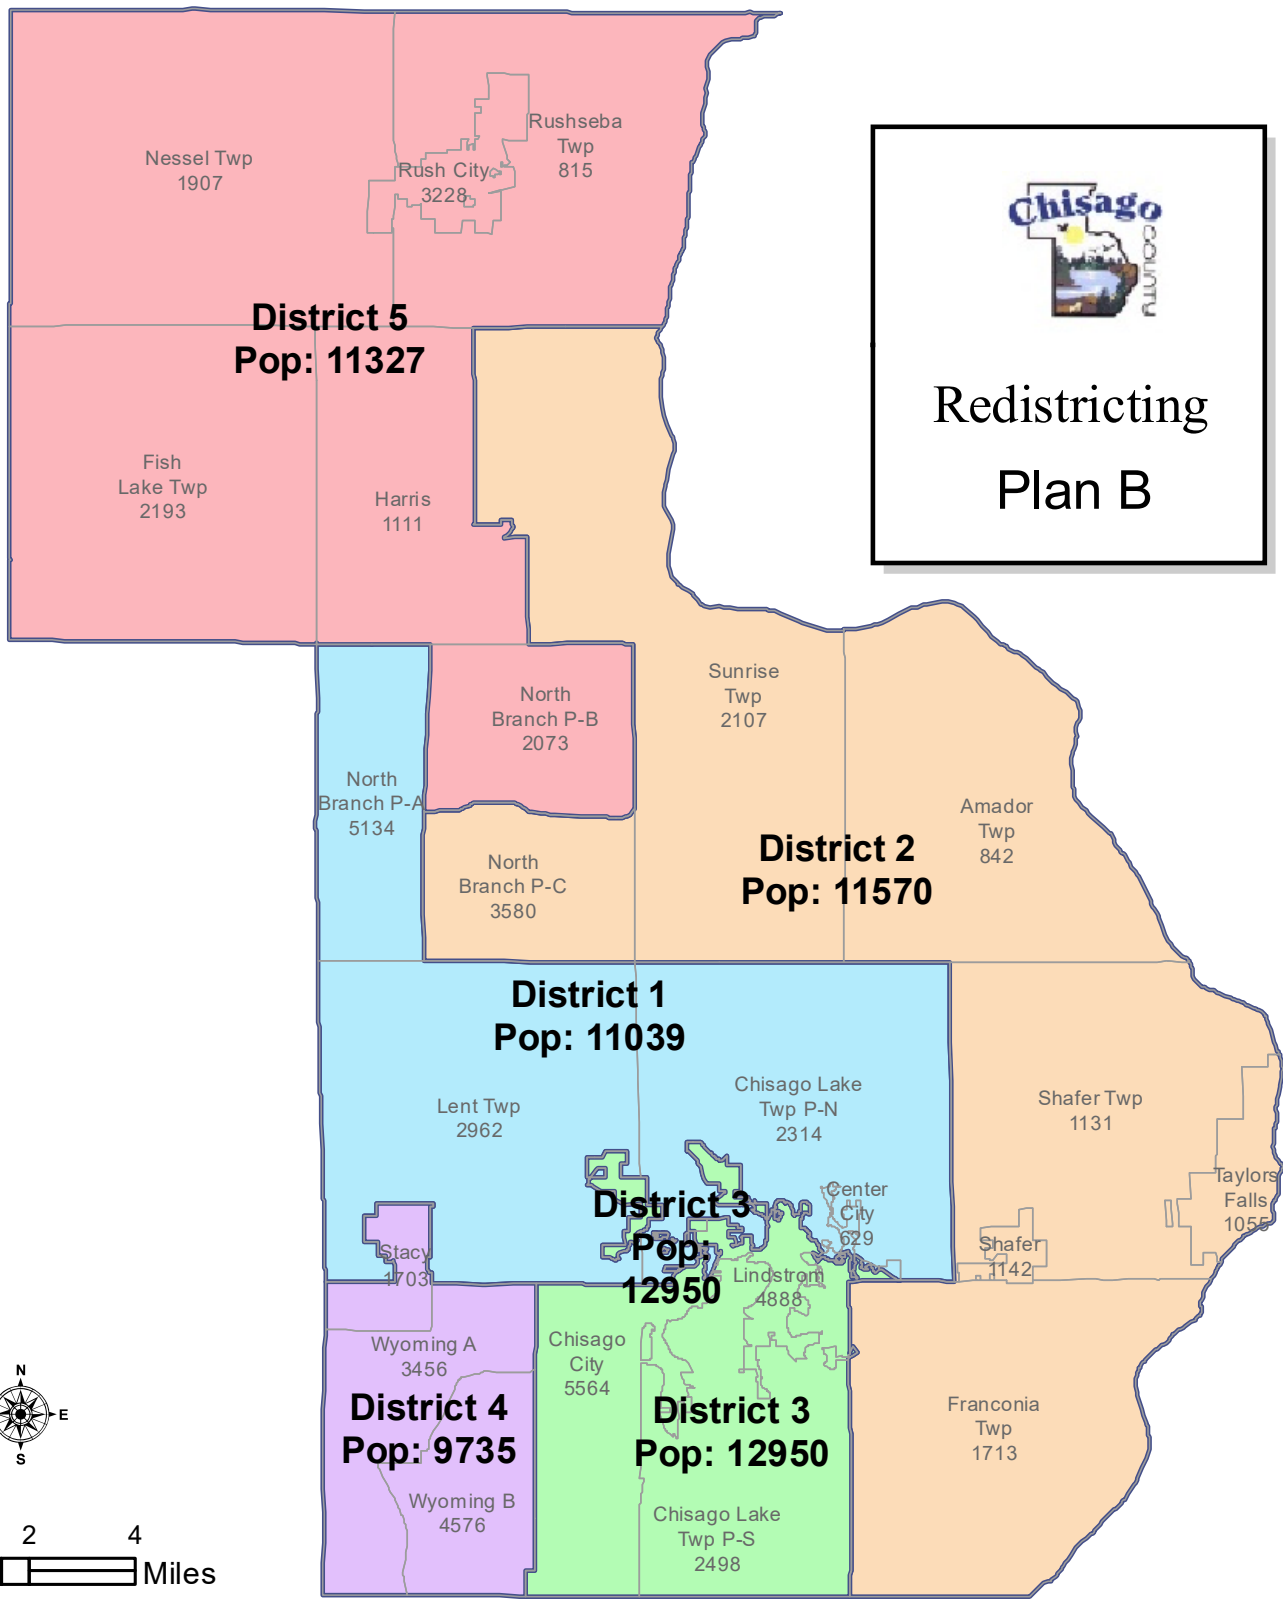 Rushseba
Twp
815
Nessel Twp
1907
Rush City
3228
Chisago
COUNTY
Redistricting
Plan B
District 5
Pop: 11327
Fish
Lake Twp
2193
Harris
1111
Sunrise
Twp
2107
North
Branch P-B
2073
North
Branch P-A
5134
Amador
Twp
842
District 2
Pop: 11570
North
Branch P-C
3580
District 1
Pop: 11039
Chisago Lake
Twp P-N
2314
Lent Twp
2962
Shafer Twp
1131
Taylors
Falls
1055
Center
City
629
District 3
Pop:
12950
Shafer
1142
Stacy
1703
Lindstrom
4888
Wyoming A
3456
Chisago
City
5564
N
E
S
District 4
Pop: 9735
District 3
Pop: 12950
Franconia
Twp
1713
Wyoming B
4576
Chisago Lake
Twp P-S
2498
2 4
Miles